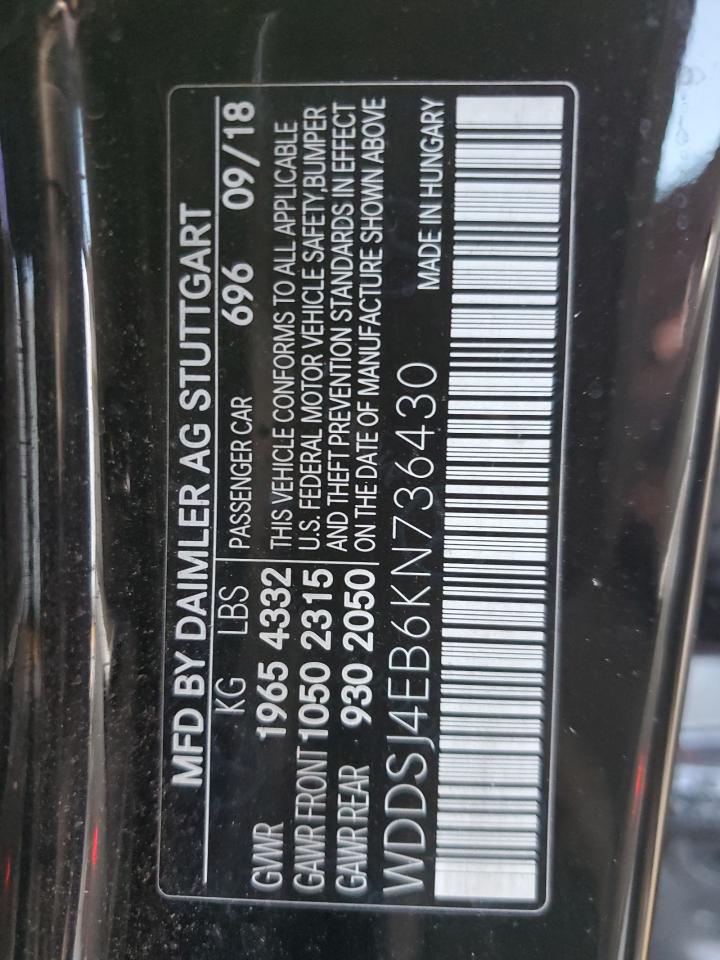 MFD BY DAIMLER AG STUTTGART
KG LBS PASSENGER CAR 696 09/18
GVWR 1965 4332 THIS VEHICLE CONFORMS TO ALL APPLICABLE
GAWR FRONT 1050 2315 U.S. FEDERAL MOTOR VEHICLE SAFETY,BUMPER
GAWR REAR 930 2050 AND THEFT PREVENTION STANDARDS IN EFFECT
ON THE DATE OF MANUFACTURE SHOWN ABOVE
WDDSJ4EB6KN736430 MADE IN HUNGARY